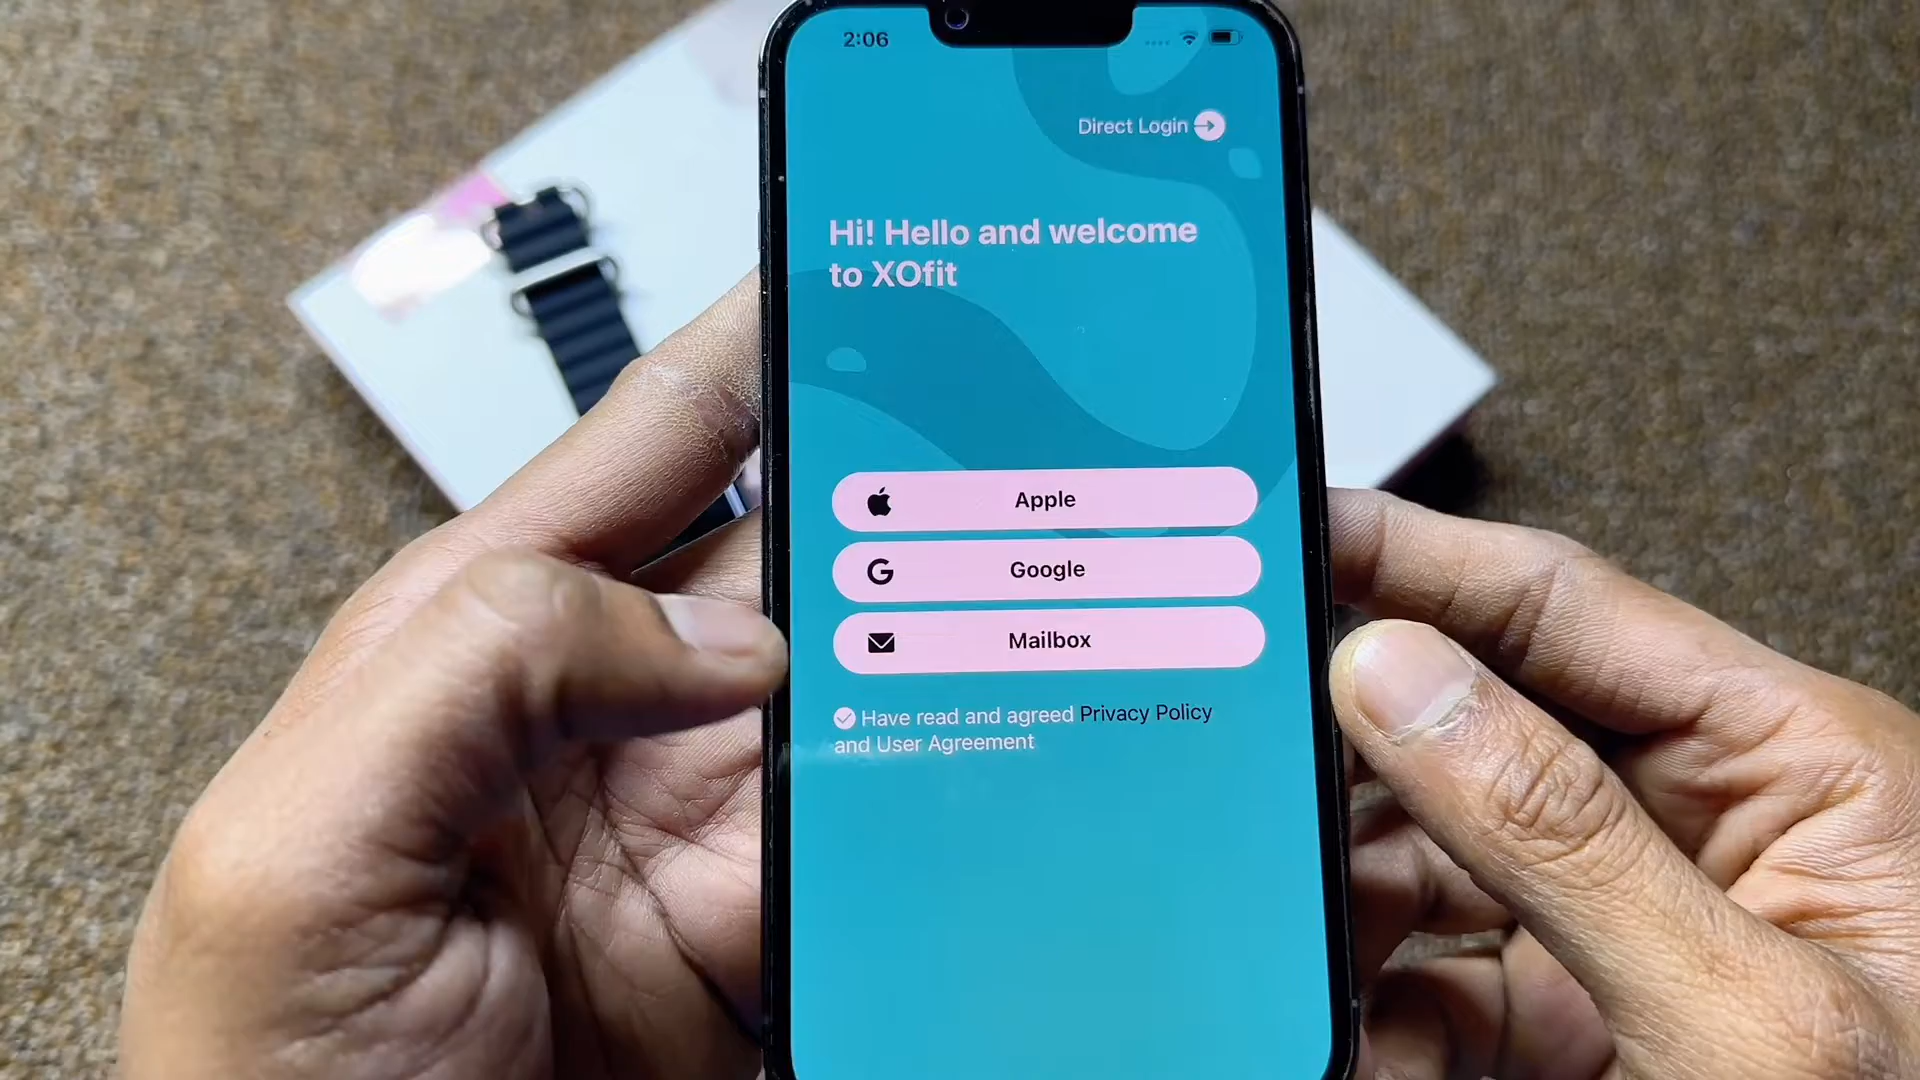 2:06
Direct Login
Hi! Hello and welcome
to XOfit
Apple
Google
Mailbox
Have read and agreed Privacy Policy
and User Agreement